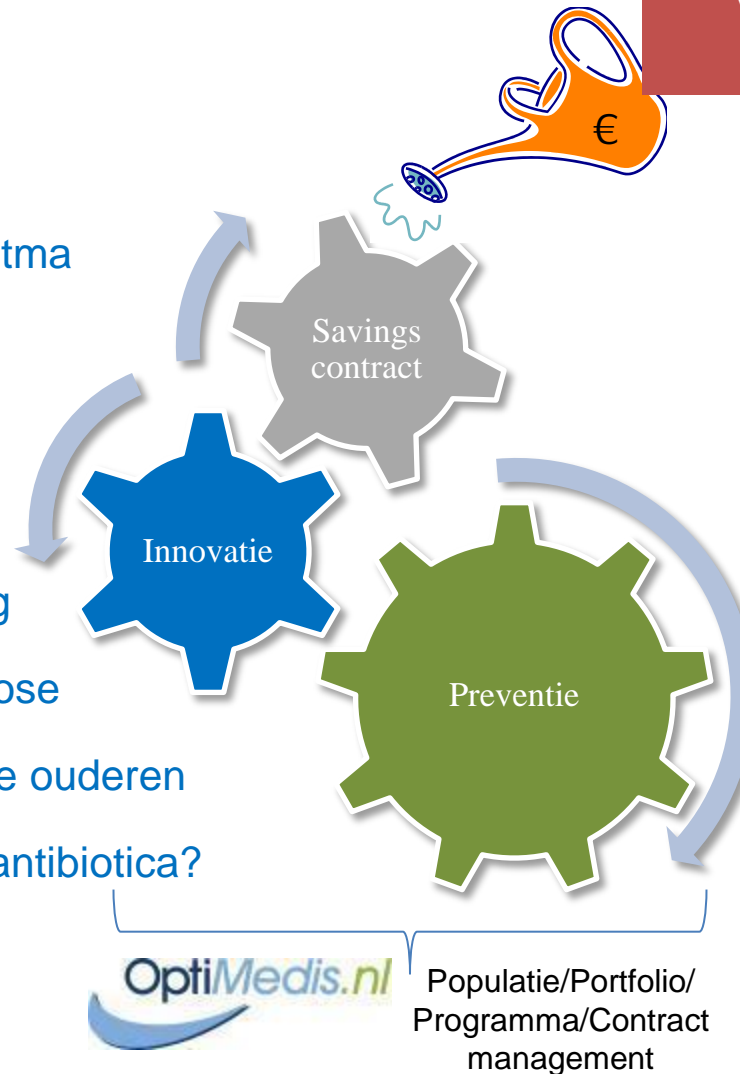 €
tma
Savings
contract
Innovatie
g
ose
Preventie
e ouderen
antibiotica?
OptiMedis.nl
Populatie/Portfolio/
Programma/Contract
management